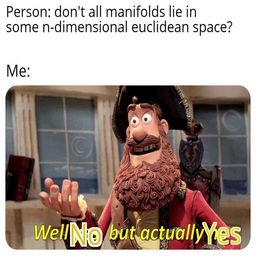 Person: don't all manifolds lie in
some n-dimensional euclidean space?
Me:
Well No but actually Yes